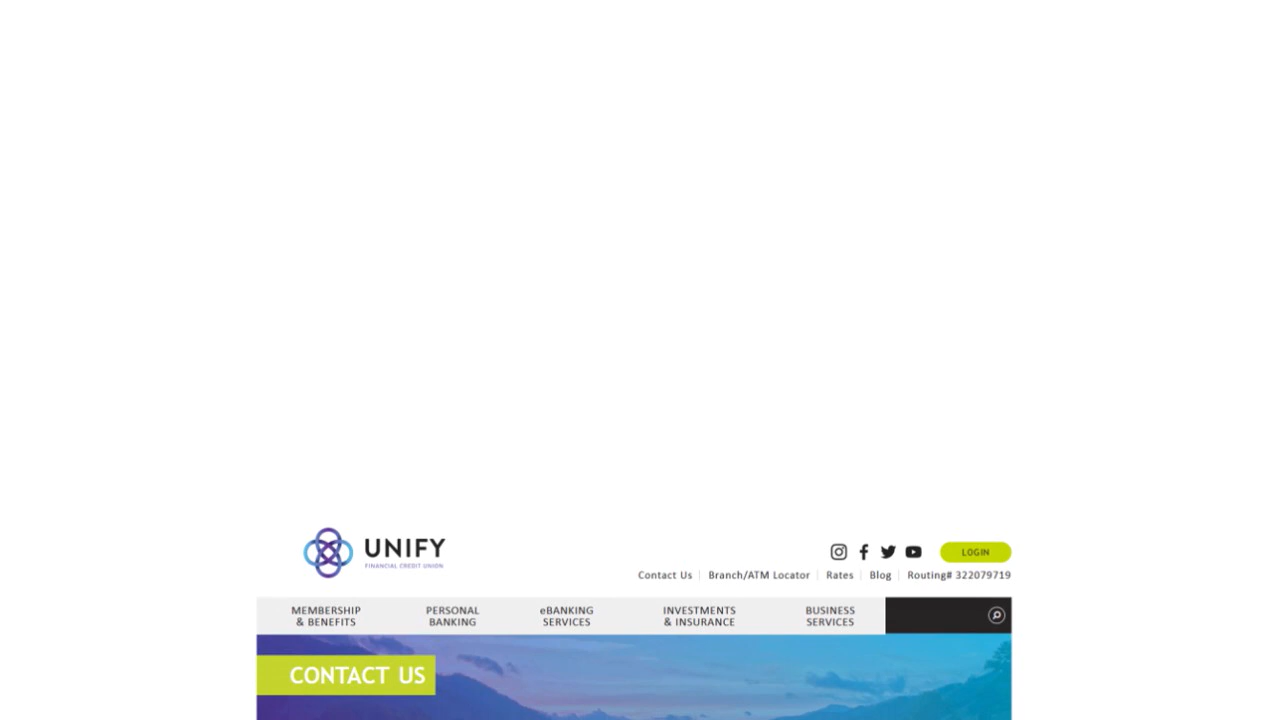 UNIFY
FINANCIAL CREDIT UNION
LOGIN
Contact Us
Branch/ATM Locator
Rates
Blog
Routing# 322079719
MEMBERSHIP
& BENEFITS
PERSONAL
BANKING
eBANKING
SERVICES
INVESTMENTS
& INSURANCE
BUSINESS
SERVICES
CONTACT US